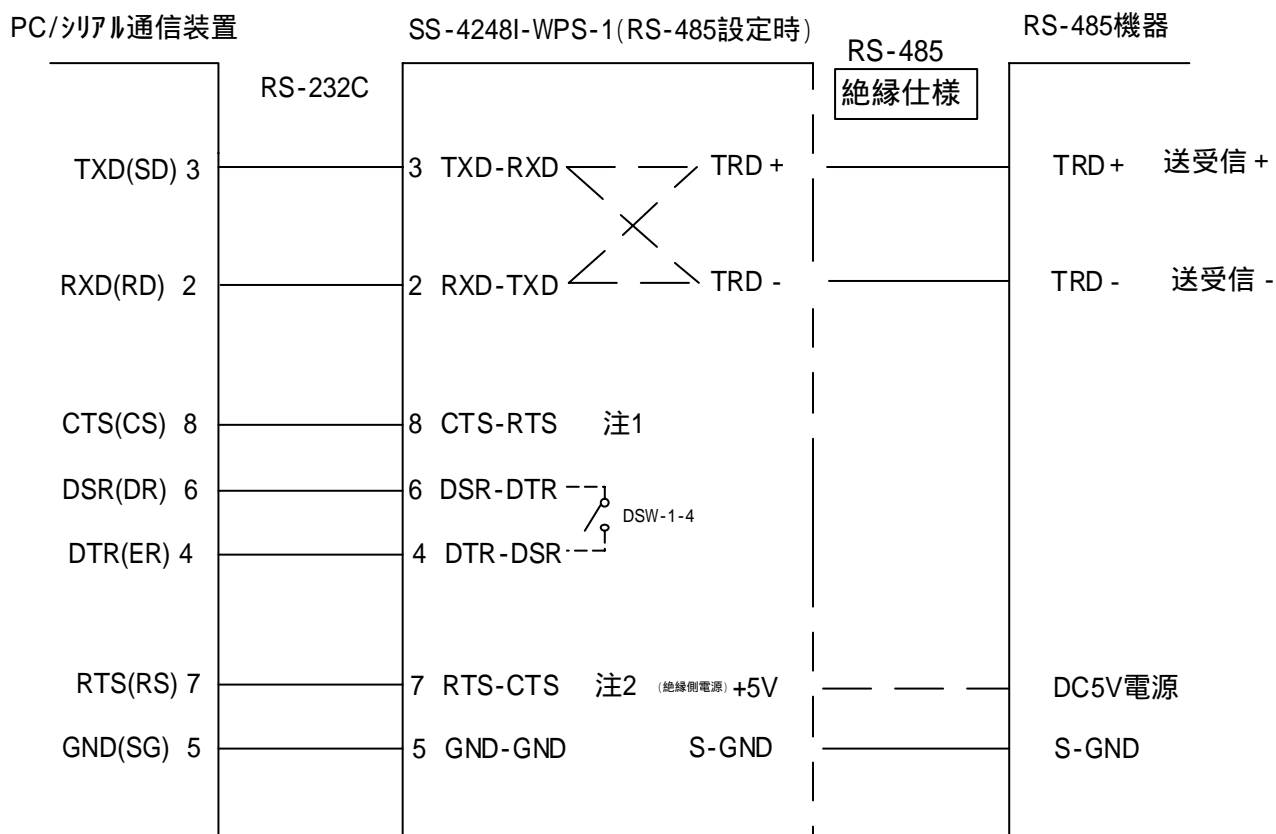 PC/ｼﾘｱﾙ通信装置 SS-4248I-WPS-1(RS-485設定時) RS-485機器
RS-232C RS-485
絶縁仕様
TXD(SD) 3 3 TXD-RXD TRD + TRD + 送受信 +
RXD(RD) 2 2 RXD-TXD TRD - TRD - 送受信 -
CTS(CS) 8 8 CTS-RTS 注1
DSR(DR) 6 6 DSR-DTR
DSW-1-4
DTR(ER) 4 4 DTR-DSR
RTS(RS) 7 7 RTS-CTS 注2 (絶縁側電源) +5V DC5V電源
GND(SG) 5 5 GND-GND S-GND S-GND